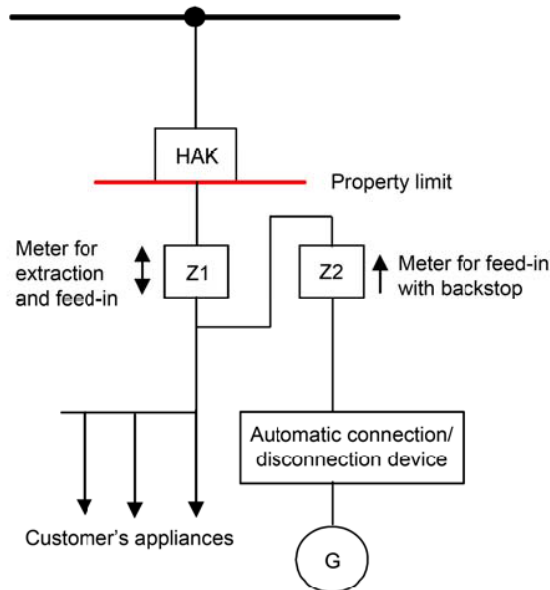 HAK
Property limit
Meter for
extraction
and feed-in
Z1
Z2
Meter for feed-in
with backstop
Automatic connection/
disconnection device
Customer's appliances
G